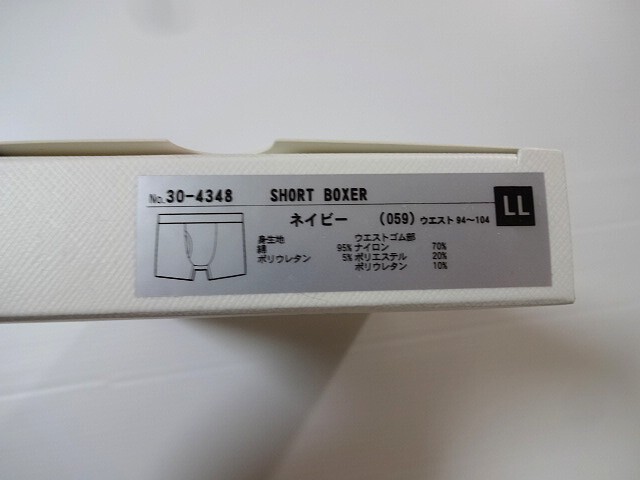 No.30-4348 SHORT BOXER
LL
ネイビー (059) ウエスト 94～104
身生地 ウエストゴム部
綿 95% ナイロン 70%
ポリウレタン 5% ポリエステル 20%
ポリウレタン 10%